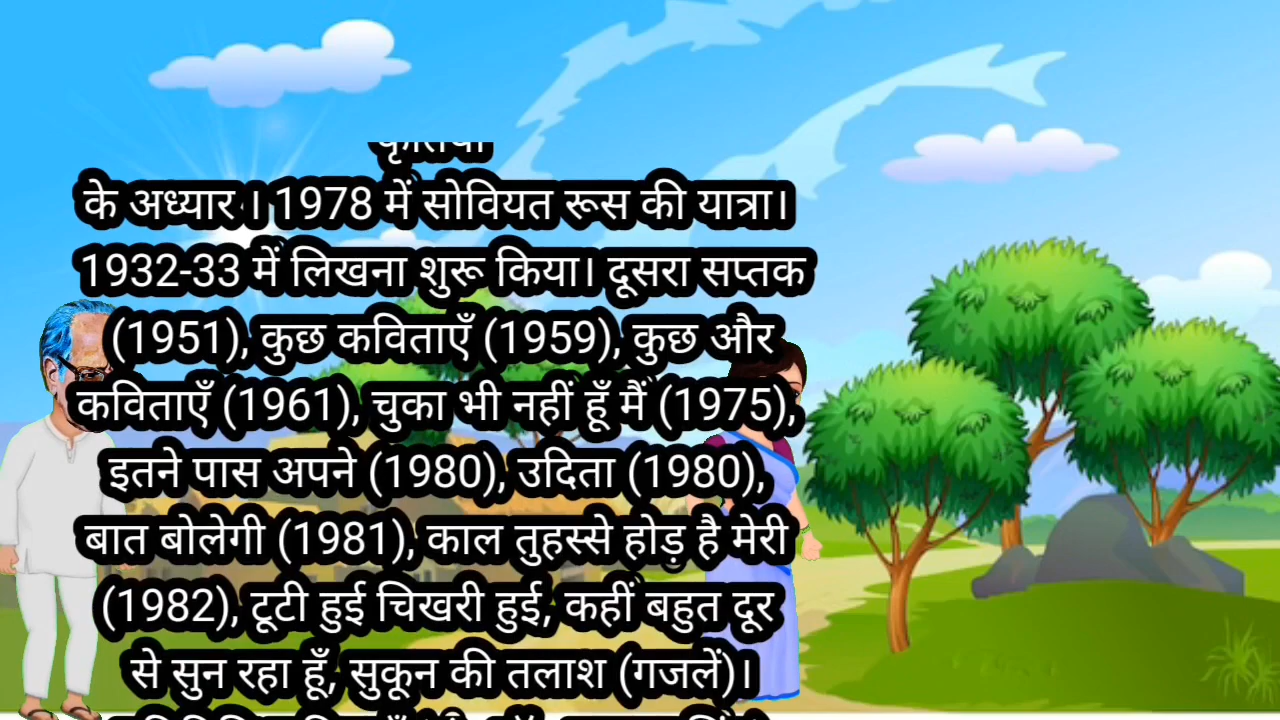 के अध्यार । 1978 में सोवियत रूस की यात्रा।
1932-33 में लिखना शुरू किया। दूसरा सप्तक
(1951), कुछ कविताएँ (1959), कुछ और
कविताएँ (1961), चुका भी नहीं हूँ मैं (1975),
इतने पास अपने (1980), उदिता (1980),
बात बोलेगी (1981), काल तुहस्से होड़ है मेरी
(1982), टूटी हुई चिखरी हुई, कहीं बहुत दूर
से सुन रहा हूँ, सुकून की तलाश (गजलें)।